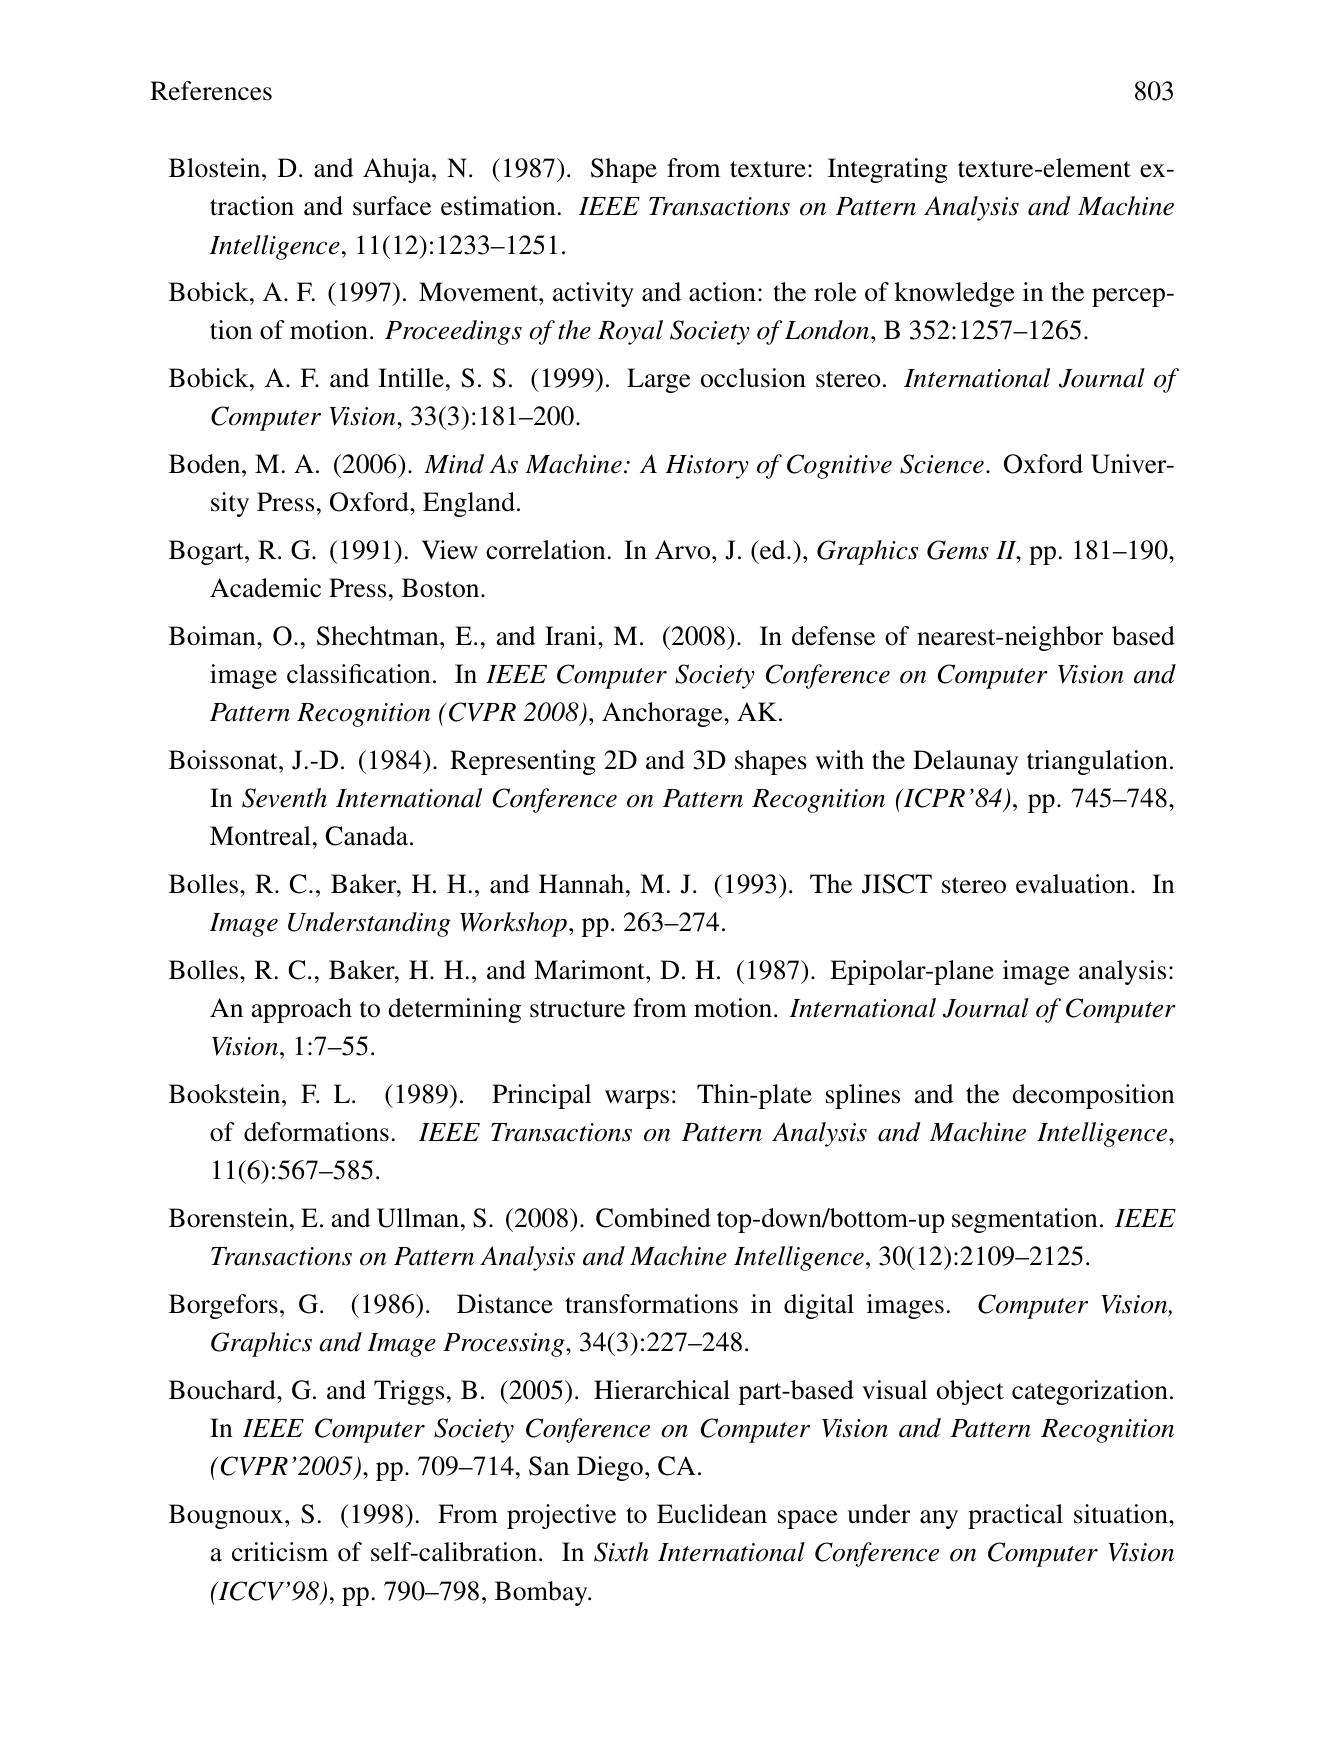 References 803
Blostein, D. and Ahuja, N. (1987). Shape from texture: Integrating texture-element ex-
traction and surface estimation. IEEE Transactions on Pattern Analysis and Machine
Intelligence, 11(12):1233–1251.
Bobick, A. F. (1997). Movement, activity and action: the role of knowledge in the percep-
tion of motion. Proceedings of the Royal Society of London, B 352:1257–1265.
Bobick, A. F. and Intille, S. S. (1999). Large occlusion stereo. International Journal of
Computer Vision, 33(3):181–200.
Boden, M. A. (2006). Mind As Machine: A History of Cognitive Science. Oxford Univer-
sity Press, Oxford, England.
Bogart, R. G. (1991). View correlation. In Arvo, J. (ed.), Graphics Gems II, pp. 181–190,
Academic Press, Boston.
Boiman, O., Shechtman, E., and Irani, M. (2008). In defense of nearest-neighbor based
image classification. In IEEE Computer Society Conference on Computer Vision and
Pattern Recognition (CVPR 2008), Anchorage, AK.
Boissonat, J.-D. (1984). Representing 2D and 3D shapes with the Delaunay triangulation.
In Seventh International Conference on Pattern Recognition (ICPR’84), pp. 745–748,
Montreal, Canada.
Bolles, R. C., Baker, H. H., and Hannah, M. J. (1993). The JISCT stereo evaluation. In
Image Understanding Workshop, pp. 263–274.
Bolles, R. C., Baker, H. H., and Marimont, D. H. (1987). Epipolar-plane image analysis:
An approach to determining structure from motion. International Journal of Computer
Vision, 1:7–55.
Bookstein, F. L. (1989). Principal warps: Thin-plate splines and the decomposition
of deformations. IEEE Transactions on Pattern Analysis and Machine Intelligence,
11(6):567–585.
Borenstein, E. and Ullman, S. (2008). Combined top-down/bottom-up segmentation. IEEE
Transactions on Pattern Analysis and Machine Intelligence, 30(12):2109–2125.
Borgefors, G. (1986). Distance transformations in digital images. Computer Vision,
Graphics and Image Processing, 34(3):227–248.
Bouchard, G. and Triggs, B. (2005). Hierarchical part-based visual object categorization.
In IEEE Computer Society Conference on Computer Vision and Pattern Recognition
(CVPR’2005), pp. 709–714, San Diego, CA.
Bougnoux, S. (1998). From projective to Euclidean space under any practical situation,
a criticism of self-calibration. In Sixth International Conference on Computer Vision
(ICCV’98), pp. 790–798, Bombay.